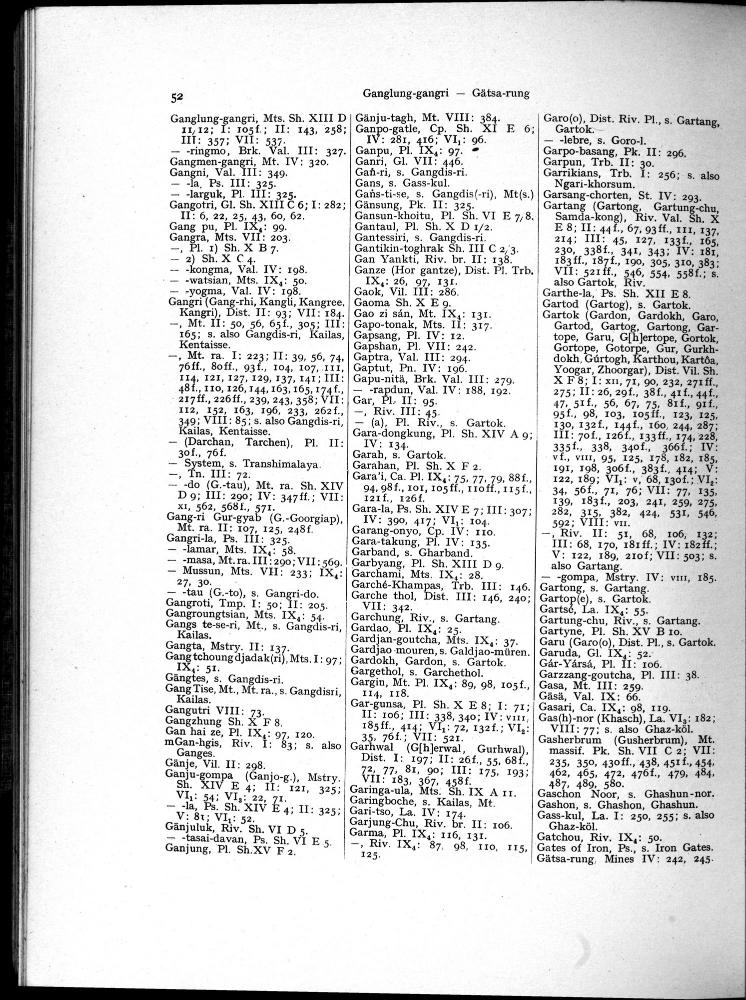 52
Ganglung-gangri — Gätsa-rung
Ganglung-gangri, Mts. Sh. XIII D
11/12; I: 105f.; II: 143, 258;
III: 357; VII: 537.
— -ringmo, Brk. Val. III: 327.
Gangmen-gangri, Mt. IV: 320.
Gangni, Val. III: 349.
— -la, Ps. III: 325.
— -larguk, Pl. III: 325.
Gangotri, Gl. Sh. XIII C 6; I: 282;
II: 6, 22, 25, 43, 60, 62.
Gang pu, Pl. IX₄: 99.
Gangra, Mts. VII: 203.
—, Pl. 1) Sh. X B 7.
— 2) Sh. X C 4.
— -kongma, Val. IV: 198.
— -watsian, Mts. IX₄: 50.
— -yogma, Val. IV: 198.
Gangri (Gang-rhi, Kangli, Kangree,
Kangri), Dist. II: 93; VII: 184.
—, Mt. II: 50, 56, 65f., 305; III:
165; s. also Gangdis-ri, Kailas,
Kentaisse.
—, Mt. ra. I: 223; II: 39, 56, 74,
76ff., 80ff., 93f., 104, 107, 111,
114, 121, 127, 129, 137, 141; III:
48f., 110, 126, 144, 163, 165, 174f.,
217ff., 226ff., 239, 243, 358; VII:
112, 152, 163, 196, 233, 262f.,
349; VIII: 85; s. also Gangdis-ri,
Kailas, Kentaisse.
— (Darchan, Tarchen), Pl. II:
30f., 76f.
— System, s. Transhimalaya.
—, Tn. III: 72.
— -do (G.-tau), Mt. ra. Sh. XIV
D 9; III: 290; IV: 347ff.; VII:
XI, 562, 568f., 571.
Gang-ri Gur-gyab (G.-Goorgiap),
Mt. ra. II: 107, 125, 248f.
Gangri-la, Ps. III: 325.
— -lamar, Mts. IX₄: 58.
— -masa, Mt. ra. III: 290; VII: 569.
— -Mussun, Mts. VII: 233; IX₄:
27, 30.
— -tau (G.-to), s. Gangri-do.
Gangroti, Tmp. I: 50; II: 205.
Gangroungtsian, Mts. IX₄: 54.
Gangs te-se-ri, Mt., s. Gangdis-ri,
Kailas.
Gangta, Mstry. II: 137.
Gang tchoung djadak(ri), Mts. I: 97;
IX₄: 51.
Gängtes, s. Gangdis-ri.
Gang Tise, Mt., Mt. ra., s. Gangdisri,
Kailas.
Gangutri VIII: 73.
Gangzhung Sh. X F 8.
Gan hai ze, Pl. IX₄: 97, 120.
mGan-hgis, Riv. I: 83; s. also
Ganges.
Gänje, Vil. II: 298.
Ganju-gompa (Ganjo-g.), Mstry.
Sh. XIV E 4; II: 121, 325;
VI₁: 54; VI₃: 22, 71.
— -la, Ps. Sh. XIV E 4; II: 325;
V: 81; VI₁: 52.
Gänjuluk, Riv. Sh. VI D 5.
— -tasai-davan, Ps. Sh. VI E 5.
Ganjung, Pl. Sh. XV F 2.
Gänju-tagh, Mt. VIII: 384.
Ganpo-gatle, Cp. Sh. XI E 6;
IV: 281, 416; VI₁: 96.
Ganpu, Pl. IX₄: 97.
Ganri, Gl. VII: 446.
Gań-ri, s. Gangdis-ri.
Gans, s. Gass-kul.
Gańs-ti-se, s. Gangdis(-ri), Mt(s.)
Gänsung, Pk. II: 325.
Gansun-khoitu, Pl. Sh. VI E 7/8.
Gantaul, Pl. Sh. X D 1/2.
Gantessiri, s. Gangdis-ri.
Gantikin-toghrak Sh. III C 2/3.
Gan Yankti, Riv. br. II: 138.
Ganze (Hor gantze), Dist. Pl. Trb.
IX₄: 26, 97, 131.
Gaok, Vil. III: 286.
Gaoma Sh. X E 9.
Gao zi sán, Mt. IX₄: 131.
Gapo-tonak, Mts. II: 317.
Gapsang, Pl. IV: 12.
Gapshan, Pl. VII: 242.
Gaptra, Val. III: 294.
Gaptut, Pn. IV: 196.
Gapu-nitä, Brk. Val. III: 279.
— -rapdun, Val. IV: 188, 192.
Gar, Pl. II: 95.
—, Riv. III: 45.
— (a), Pl. Riv., s. Gartok.
Gara-dongkung, Pl. Sh. XIV A 9;
IV: 134.
Garah, s. Gartok.
Garahan, Pl. Sh. X F 2.
Gara'i, Ca. Pl. IX₄: 75, 77, 79, 88f.,
94, 98f., 101, 105ff., 110ff., 115f.,
121f., 126f.
Gara-la, Ps. Sh. XIV E 7; III: 307;
IV: 390, 417; VI₁: 104.
Garang-onyo, Cp. IV: 110.
Gara-takung, Pl. IV: 135.
Garband, s. Gharband.
Garbyang, Pl. Sh. XIII D 9.
Garchami, Mts. IX₄: 28.
Garché-Khampas, Trb. III: 146.
Garche thol, Dist. III: 146, 240;
VII: 342.
Garchung, Riv., s. Gartang.
Gardao, Pl. IX₄: 25.
Gardjan-goutcha, Mts. IX₄: 37.
Gardjao mouren, s. Galdjao-mūren.
Gardokh, Gardon, s. Gartok.
Gargethol, s. Garchethol.
Gargin, Mt. Pl. IX₄: 89, 98, 105f.,
114, 118.
Gar-gunsa, Pl. Sh. X E 8; I: 71;
II: 106; III: 338, 340; IV: VIII,
185ff., 414; VI₁: 72, 132f.; VI₂:
35, 76f.; VII: 521.
Garhwal (G[h]erwal, Gurhwal),
Dist. I: 197; II: 26f., 55, 68f.,
72, 77, 81, 90; III: 175, 193;
VII: 183, 367, 458f.
Garinga-ula, Mts. Sh. IX A 11.
Garingboche, s. Kailas, Mt.
Gari-tso, La. IV: 174.
Garjung-Chu, Riv. br. II: 106.
Garma, Pl. IX₄: 116, 131.
—, Riv. IX₄: 87, 98, 110, 115,
125.
Garo(o), Dist. Riv. Pl., s. Gartang,
Gartok.
— -lebre, s. Goro-l.
Garpo-basang, Pk. II: 296.
Garpun, Trb. II: 30.
Garrikians, Trb. I: 256; s. also
Ngari-khorsum.
Garsang-chorten, St. IV: 293.
Gartang (Gartong, Gartung-chu,
Samda-kong), Riv. Val. Sh. X
E 8; II: 44f., 67, 93ff., 111, 137,
214; III: 45, 127, 133f., 165,
230, 338f., 341, 343; IV: 181,
183ff., 187f., 190, 305, 310, 383;
VII: 521ff., 546, 554, 558f.; s.
also Gartok, Riv.
Garthe-la, Ps. Sh. XII E 8.
Gartod (Gartog), s. Gartok.
Gartok (Gardon, Gardokh, Garo,
Gartod, Gartog, Gartong, Gar-
tope, Garu, G[h]ertope, Gortok,
Gortope, Gotorpe, Gur, Gurkh-
dokh, Gúrtogh, Karthou, Kartôa,
Yoogar, Zhoorgar), Dist. Vil. Sh.
X F 8; I: XII, 71, 90, 232, 271ff.,
275; II: 26, 29f., 38f., 41f., 44f.,
47, 51f., 56, 67, 75, 81f., 91f.,
95f., 98, 103, 105ff., 123, 125,
130, 132f., 144f., 160, 244, 287;
III: 70f., 126f., 133ff., 174, 228,
335f., 338, 340f., 366f.; IV:
vf., VIII, 95, 125, 178, 182, 185,
191, 198, 306f., 383f., 414; V:
122, 189; VI₁: v, 68, 130f.; VI₂:
34, 56f., 71, 76; VII: 77, 135,
139, 183f., 203, 241, 259, 275,
282, 315, 382, 424, 531, 546,
592; VIII: VII.
—, Riv. II: 51, 68, 106, 132;
III: 68, 170, 181ff.; IV: 182ff.;
V: 122, 189, 210f; VII: 503; s.
also Gartang.
— -gompa, Mstry. IV: VIII, 185.
Gartong, s. Gartang.
Gartop(e), s. Gartok.
Gartsé, La. IX₄: 55.
Gartung-chu, Riv., s. Gartang.
Gartyne, Pl. Sh. XV B 10.
Garu (Garo(o), Dist. Pl., s. Gartok.
Garuda, Gl. IX₄: 52.
Gár-Yársá, Pl. II: 106.
Garzzang-goutcha, Pl. III: 38.
Gasa, Mt. III: 259.
Gäsä, Val. IX: 66.
Gasari, Ca. IX₄: 98, 119.
Gas(h)-nor (Khasch), La. VI₃: 182;
VIII: 77; s. also Ghaz-köl.
Gasherbrum (Gusherbrum), Mt.
massif. Pk. Sh. VII C 2; VII:
235, 350, 430ff., 438, 451f., 454,
462, 465, 472, 476f., 479, 484,
487, 489, 580.
Gaschon Noor, s. Ghashun-nor.
Gashon, s. Ghashon, Ghashun.
Gass-kul, La. I: 250, 255; s. also
Ghaz-köl.
Gatchou, Riv. IX₄: 50.
Gates of Iron, Ps., s. Iron Gates.
Gätsa-rung, Mines IV: 242, 245.